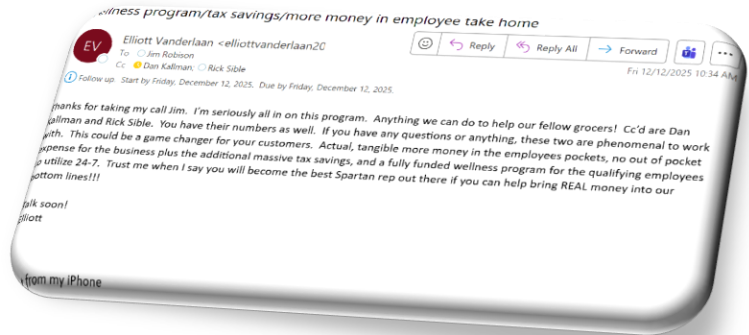 llness program/tax savings/more money in employee take home
EV
Elliott Vanderlaan <elliottvanderlaan20
To Jim Robison
Cc Dan Kallman; Rick Sible
Reply
Reply All
Forward
Fri 12/12/2025 10:34 AM
Follow up. Start by Friday, December 12, 2025. Due by Friday, December 12, 2025.
hanks for taking my call Jim. I'm seriously all in on this program. Anything we can do to help our fellow grocers! Cc'd are Dan
allman and Rick Sible. You have their numbers as well. If you have any questions or anything, these two are phenomenal to work
with. This could be a game changer for your customers. Actual, tangible more money in the employees pockets, no out of pocket
xpense for the business plus the additional massive tax savings, and a fully funded wellness program for the qualifying employees
o utilize 24-7. Trust me when I say you will become the best Spartan rep out there if you can help bring REAL money into our
ottom lines!!!
alk soon!
lliott
from my iPhone